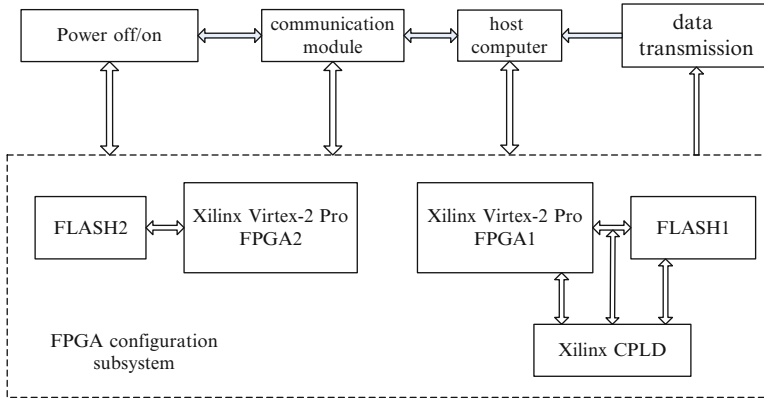 Power off/on
communication
module
host
computer
data
transmission
FLASH2
Xilinx Virtex-2 Pro
FPGA2
Xilinx Virtex-2 Pro
FPGA1
FLASH1
FPGA configuration
subsystem
Xilinx CPLD